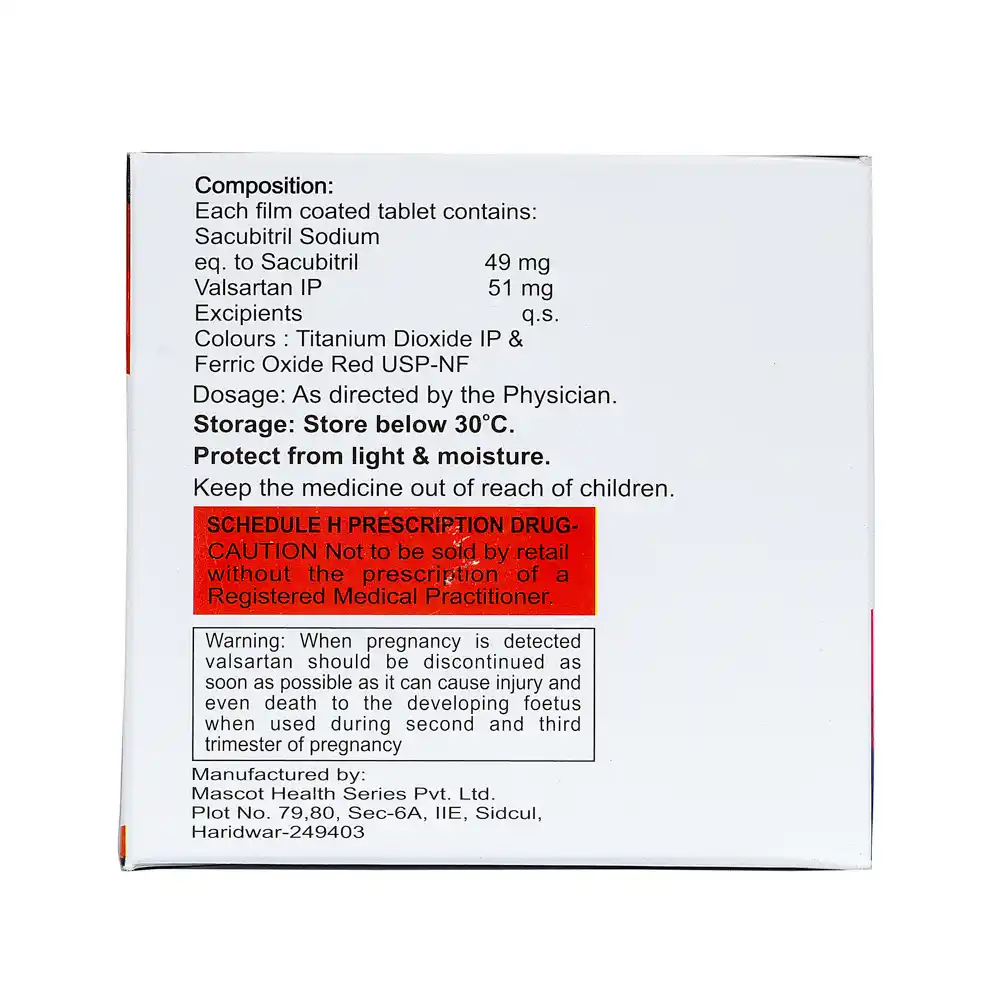 Composition:
Each film coated tablet contains:
Sacubitril Sodium
eq. to Sacubitril 49 mg
Valsartan IP 51 mg
Excipients q.s.
Colours : Titanium Dioxide IP &
Ferric Oxide Red USP-NF
Dosage: As directed by the Physician.
Storage: Store below 30°C.
Protect from light & moisture.
Keep the medicine out of reach of children.
SCHEDULE H PRESCRIPTION DRUG-
CAUTION Not to be sold by retail
without the prescription of a
Registered Medical Practitioner.
Warning: When pregnancy is detected
valsartan should be discontinued as
soon as possible as it can cause injury and
even death to the developing foetus
when used during second and third
trimester of pregnancy
Manufactured by:
Mascot Health Series Pvt. Ltd.
Plot No. 79,80, Sec-6A, IIE, Sidcul,
Haridwar-249403